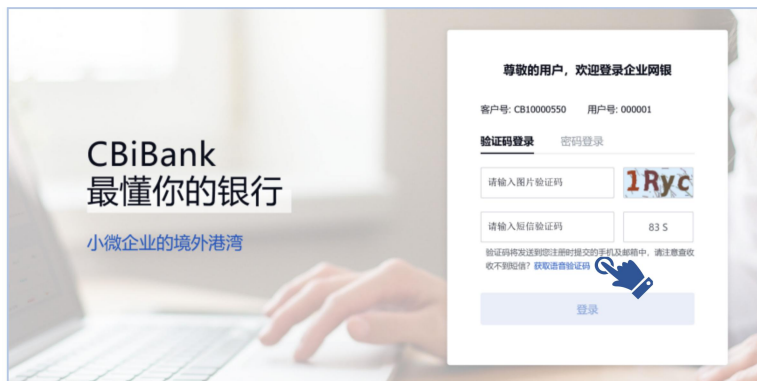 尊敬的用户，欢迎登录企业网银
客户号: CB10000550 用户号: 000001
验证码登录 密码登录
请输入图片验证码 1Ryc
请输入短信验证码 83 S
验证码将发送到您注册时提交的手机及邮箱中，请注意查收
收不到短信？获取语音验证码
登录
CBiBank
最懂你的银行
小微企业的境外港湾